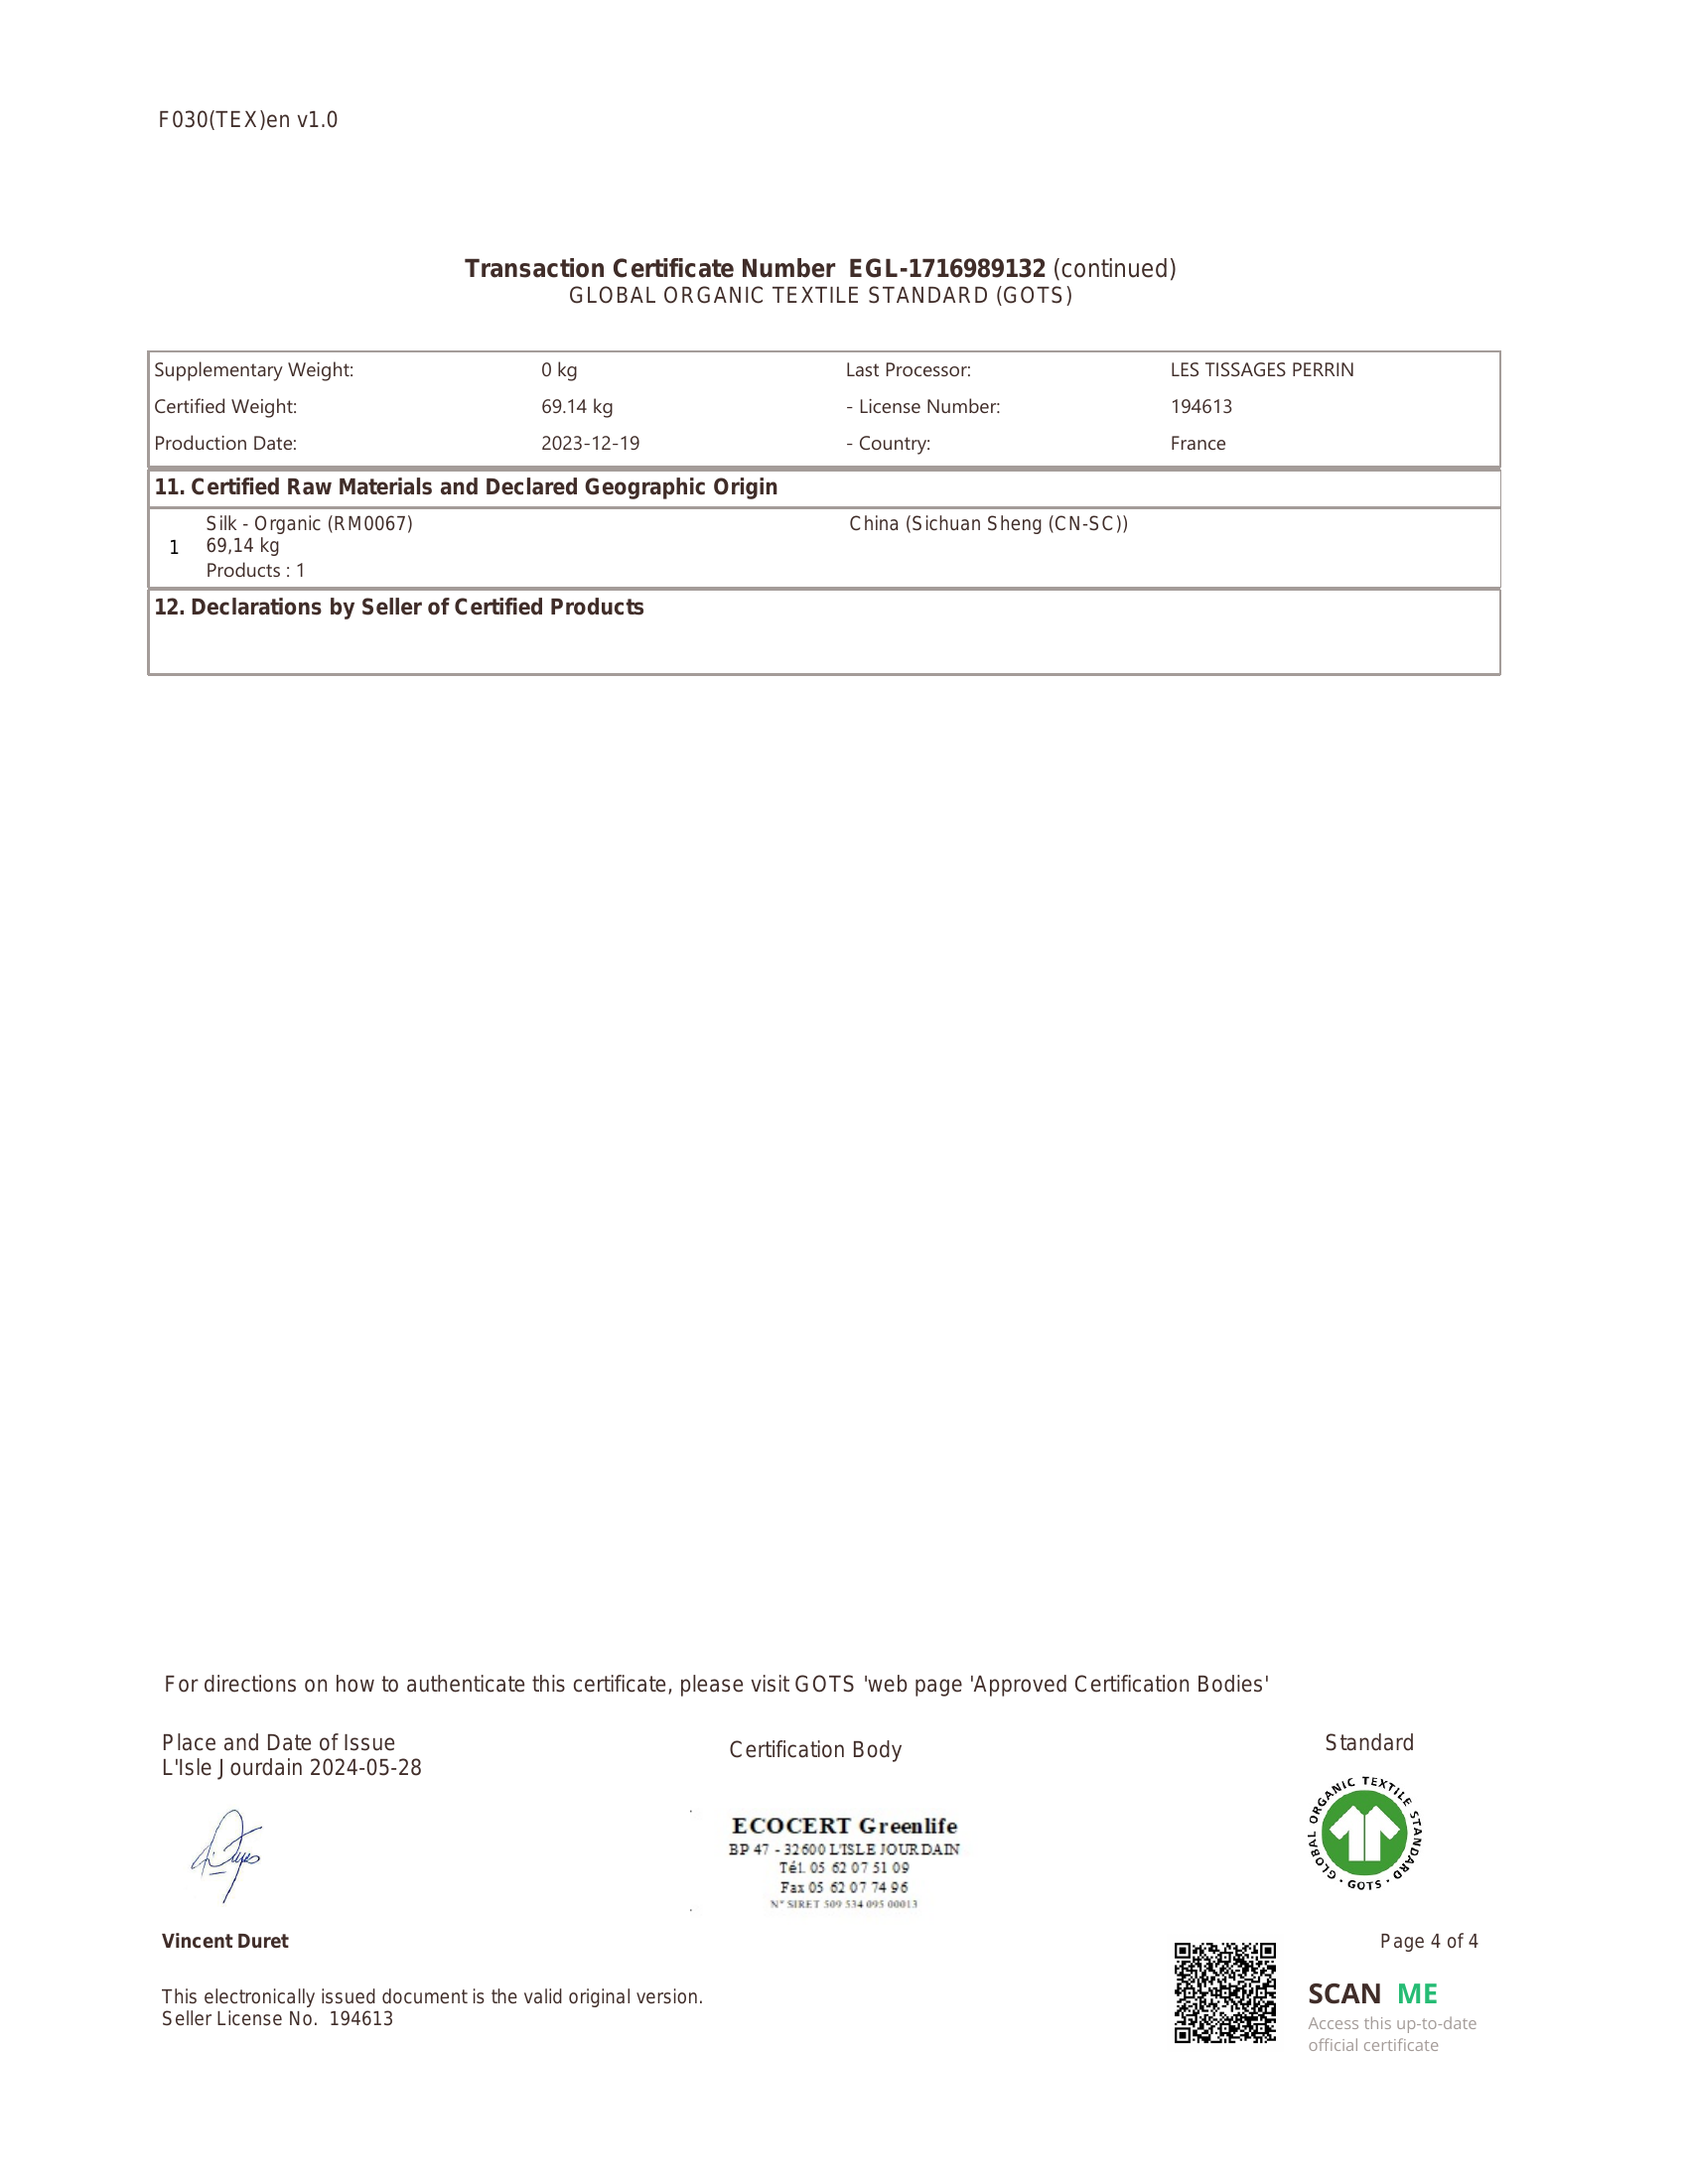 F030(TEX)en v1.0
Transaction Certificate Number EGL-1716989132 (continued)
GLOBAL ORGANIC TEXTILE STANDARD (GOTS)
Supplementary Weight: 0 kg Last Processor: LES TISSAGES PERRIN
Certified Weight: 69.14 kg - License Number: 194613
Production Date: 2023-12-19 - Country: France
11. Certified Raw Materials and Declared Geographic Origin
Silk - Organic (RM0067) China (Sichuan Sheng (CN-SC))
1 69,14 kg
Products : 1
12. Declarations by Seller of Certified Products
For directions on how to authenticate this certificate, please visit GOTS 'web page 'Approved Certification Bodies'
Place and Date of Issue
L'Isle Jourdain 2024-05-28
Certification Body
Standard
ECOCERT Greenlife
BP 47 - 32600 L'ISLE JOURDAIN
Tél. 05 62 07 51 09
Fax 05 62 07 74 96
N° SIRET 509 534 095 00013
GLOBAL ORGANIC TEXTILE STANDARD · GOTS ·
Vincent Duret
Page 4 of 4
This electronically issued document is the valid original version.
Seller License No. 194613
SCAN ME
Access this up-to-date
official certificate